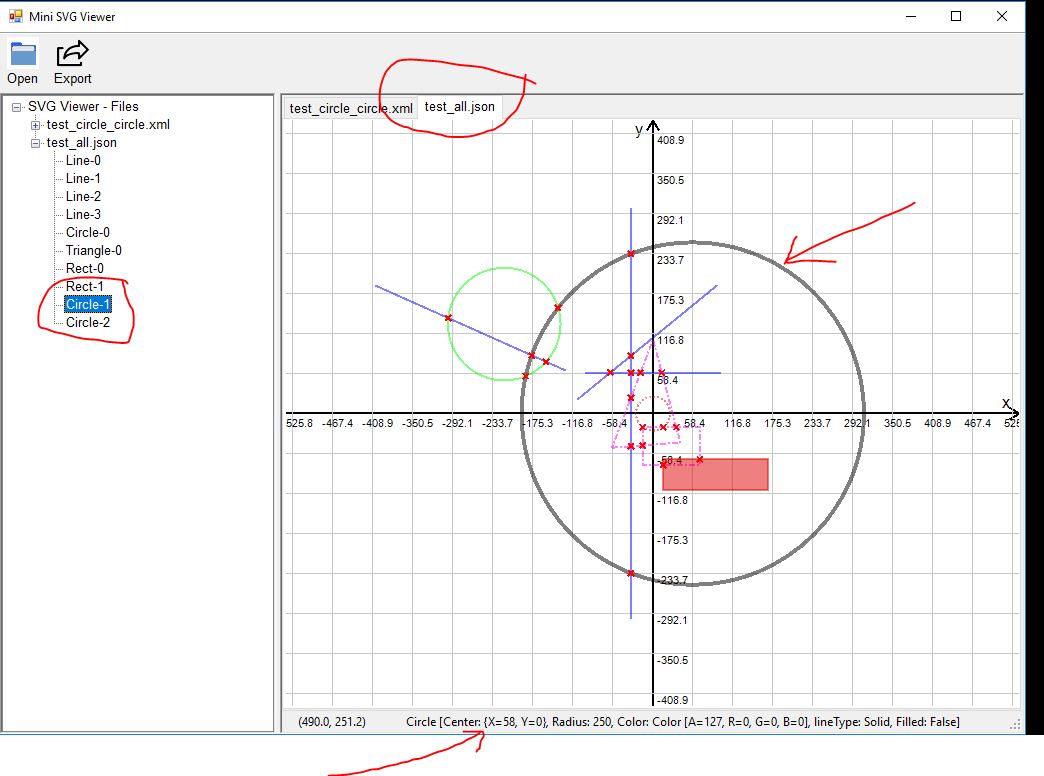 Mini SVG Viewer
Open Export
SVG Viewer - Files
test_circle_circle.xml
test_all.json
Line-0
Line-1
Line-2
Line-3
Circle-0
Triangle-0
Rect-0
Rect-1
Circle-1
Circle-2
test_circle_circle.xml test_all.json
y
408.9
350.5
292.1
233.7
175.3
116.8
58.4
x
525.8 -467.4 -408.9 -350.5 -292.1 -233.7 -175.3 -116.8 -58.4 58.4 116.8 175.3 233.7 292.1 350.5 408.9 467.4 525
-58.4
-116.8
-175.3
-233.7
-292.1
-350.5
-408.9
(490.0, 251.2) Circle [Center: {X=58, Y=0}, Radius: 250, Color: Color [A=127, R=0, G=0, B=0], lineType: Solid, Filled: False]